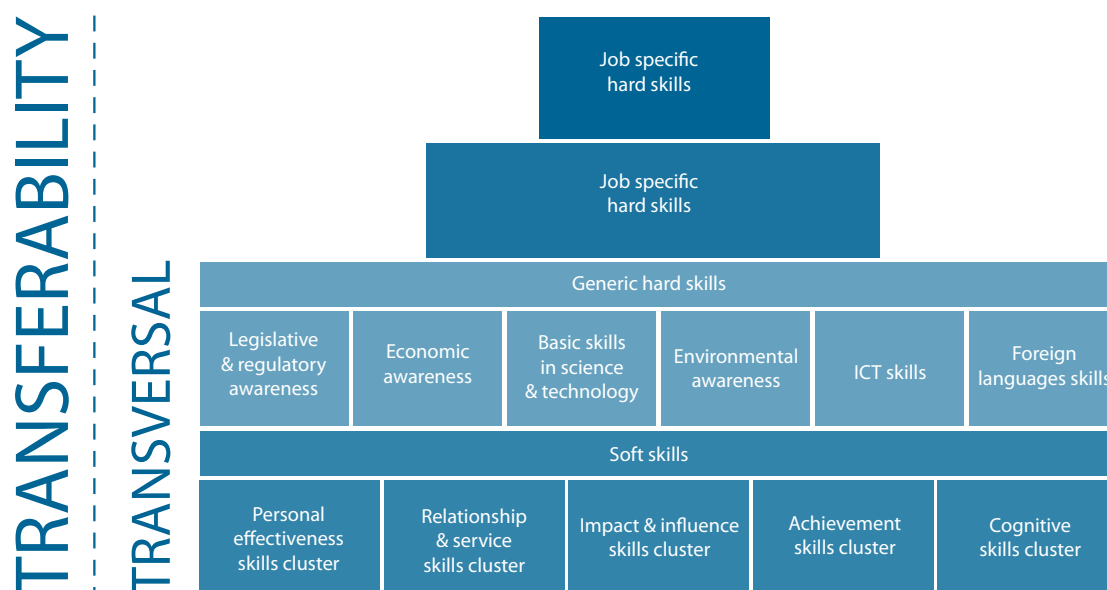 TRANSFERABILITY
TRANSVERSAL
Job specific
hard skills
Job specific
hard skills
Generic hard skills
Legislative
& regulatory
awareness
Economic
awareness
Basic skills
in science
& technology
Environmental
awareness
ICT skills
Foreign
languages skills
Soft skills
Personal
effectiveness
skills cluster
Relationship
& service
skills cluster
Impact & influence
skills cluster
Achievement
skills cluster
Cognitive
skills cluster